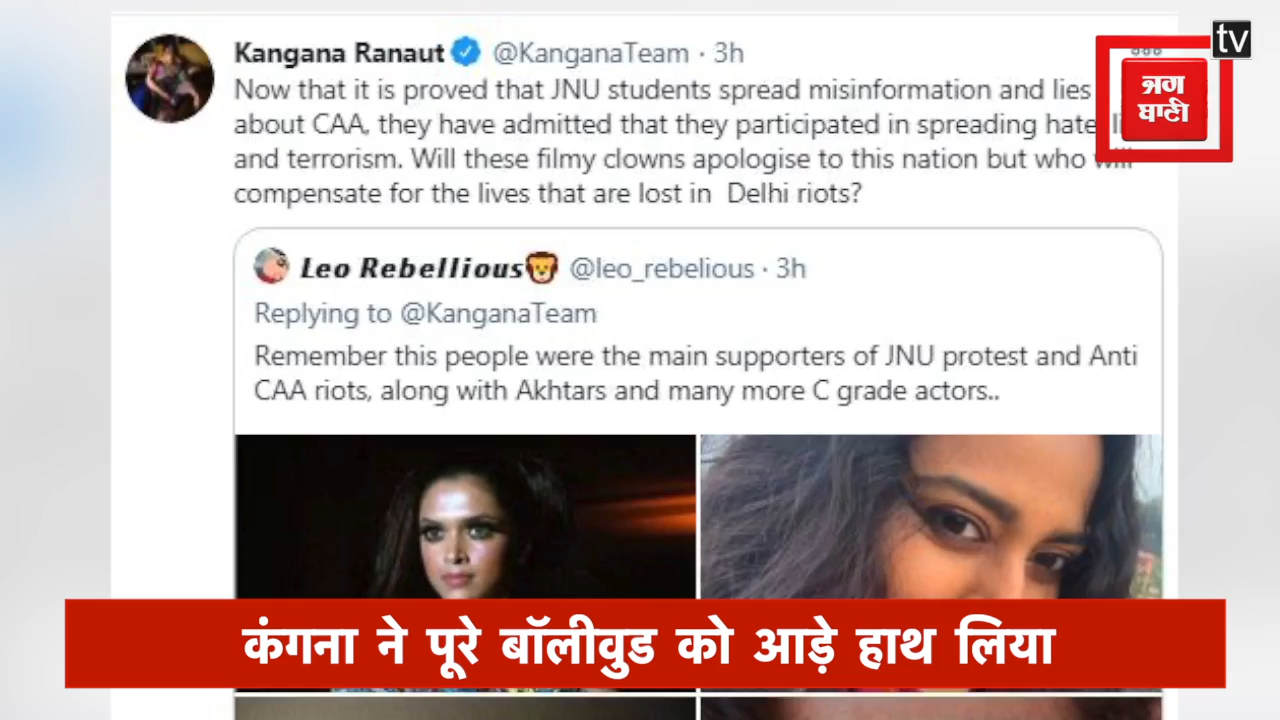 Kangana Ranaut @KanganaTeam · 3h
Now that it is proved that JNU students spread misinformation and lies
about CAA, they have admitted that they participated in spreading hate
and terrorism. Will these filmy clowns apologise to this nation but who will
compensate for the lives that are lost in Delhi riots?
Leo Rebellious @leo_rebelious · 3h
Replying to @KanganaTeam
Remember this people were the main supporters of JNU protest and Anti
CAA riots, along with Akhtars and many more C grade actors..
tv
कंगना ने पूरे बॉलीवुड को आड़े हाथ लिया